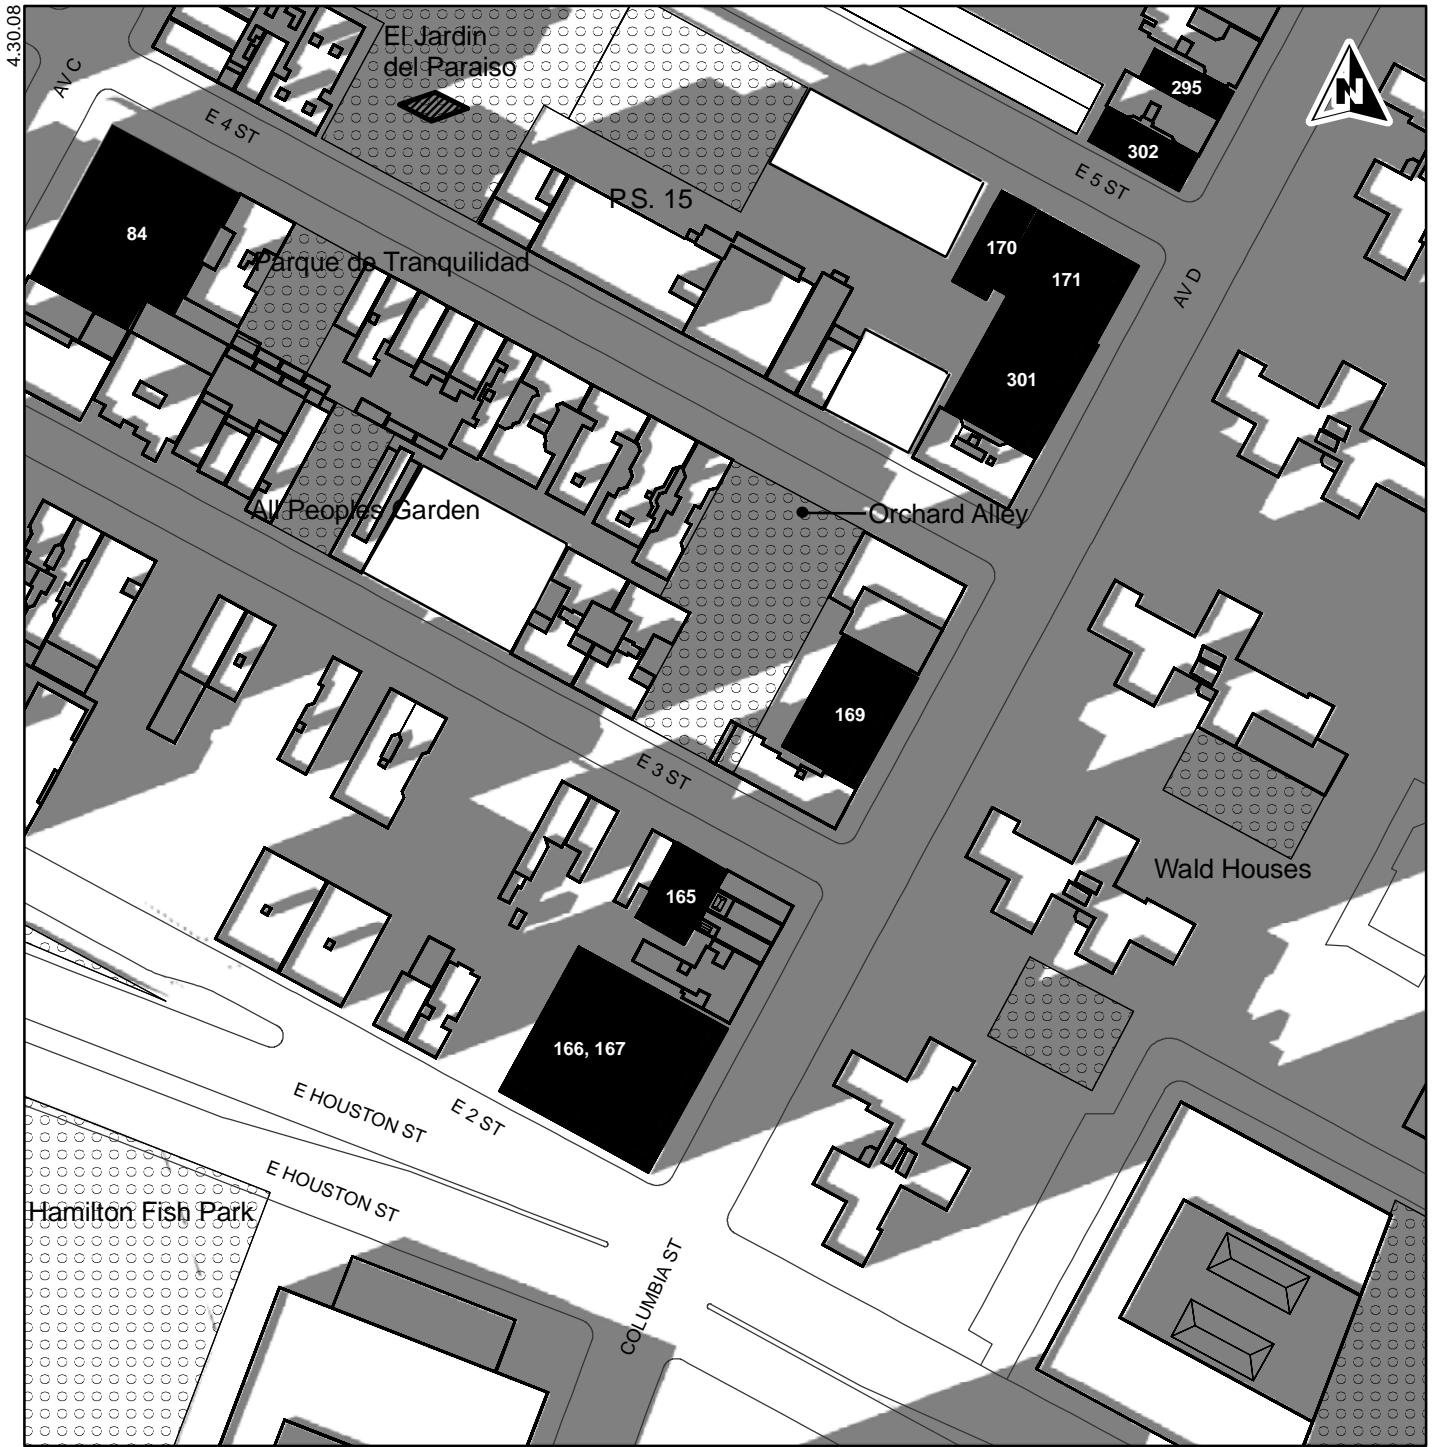 4.30.08
El Jardin
del Paraiso
AV C
E 4 ST
295
N
302
E 5 ST
P.S. 15
84
170
Parque de Tranquilidad
171
AV D
301
All Peoples Garden
Orchard Alley
169
E 3 ST
Wald Houses
165
166, 167
E HOUSTON ST
E 2 ST
E HOUSTON ST
Hamilton Fish Park
COLUMBIA ST